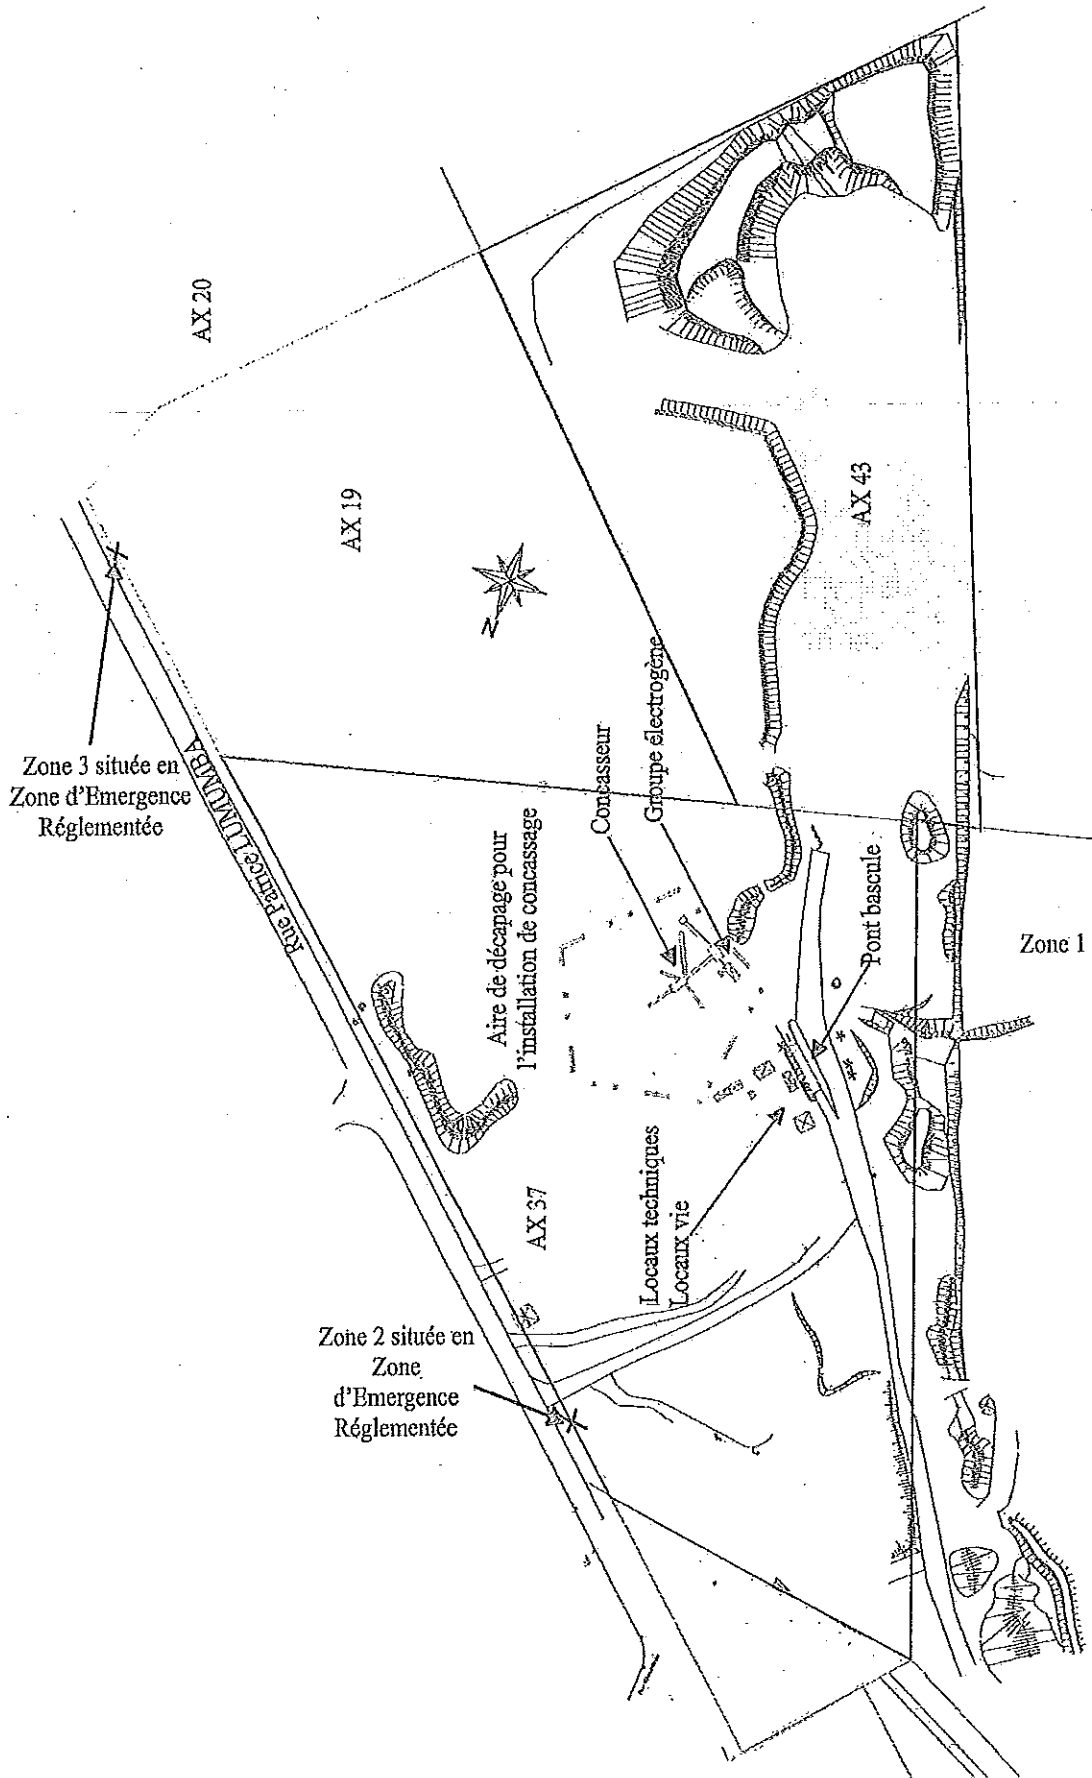 AX 20
AX 19
AX 43
N
Zone 3 située en
Zone d'Emergence
Réglementée
Rue Patrice LUMUMBA
Aire de décapage pour
l'installation de concassage
Concasseur
Groupe électrogène
Pont bascule
Zone 1
Locaux techniques
Locaux vie
AX 37
Zone 2 située en
Zone
d'Emergence
Réglementée